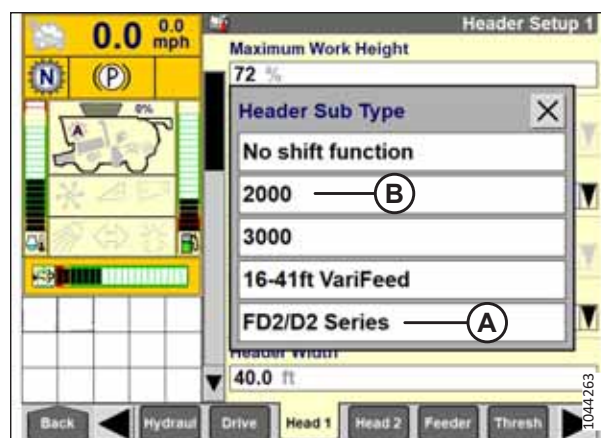 0.0 0.0 mph
Header Setup 1
Maximum Work Height
72 %
N (P)
0%
A
Header Sub Type
No shift function
2000
B
3000
16-41ft VariFeed
FD2/D2 Series
A
Header Width
40.0 ft
Back Hydraul Drive Head 1 Head 2 Feeder Thresh
1044263